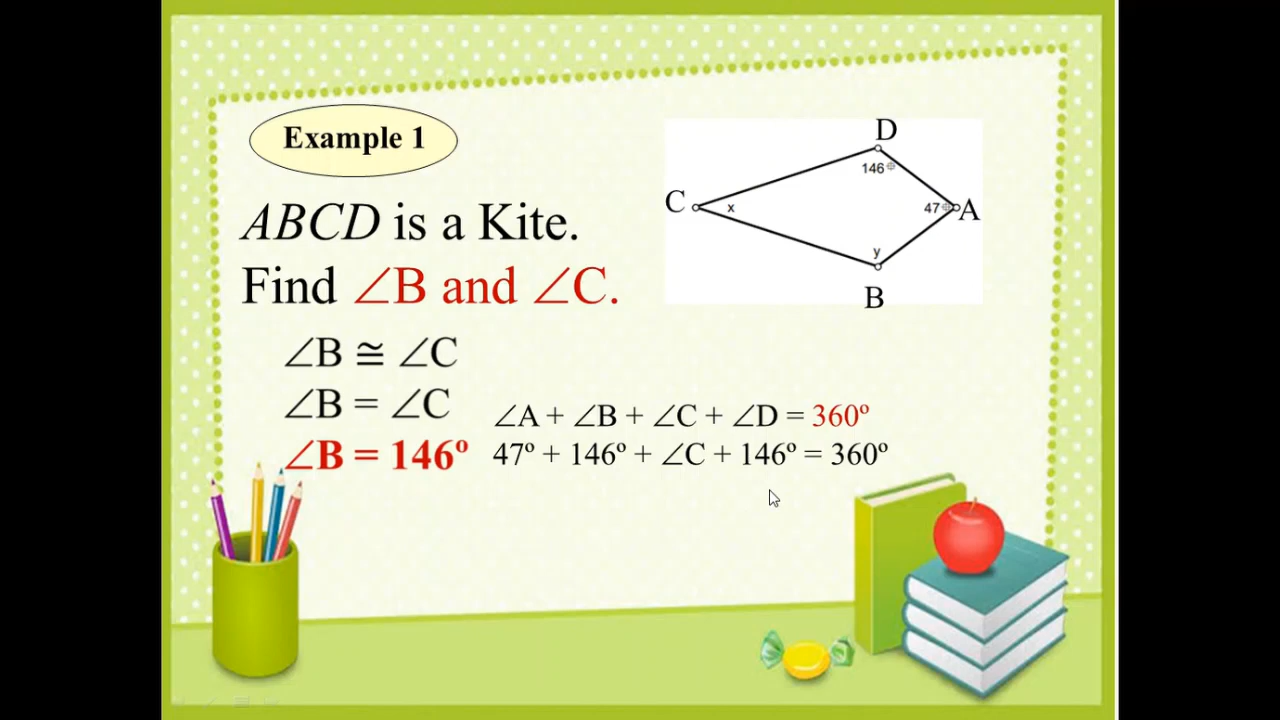 Example 1
ABCD is a Kite.
Find ∠B and ∠C.
∠B ≅ ∠C
∠B = ∠C
∠B = 146º
∠A + ∠B + ∠C + ∠D = 360º
47º + 146º + ∠C + 146º = 360º
D
146
C
x
47
A
y
B